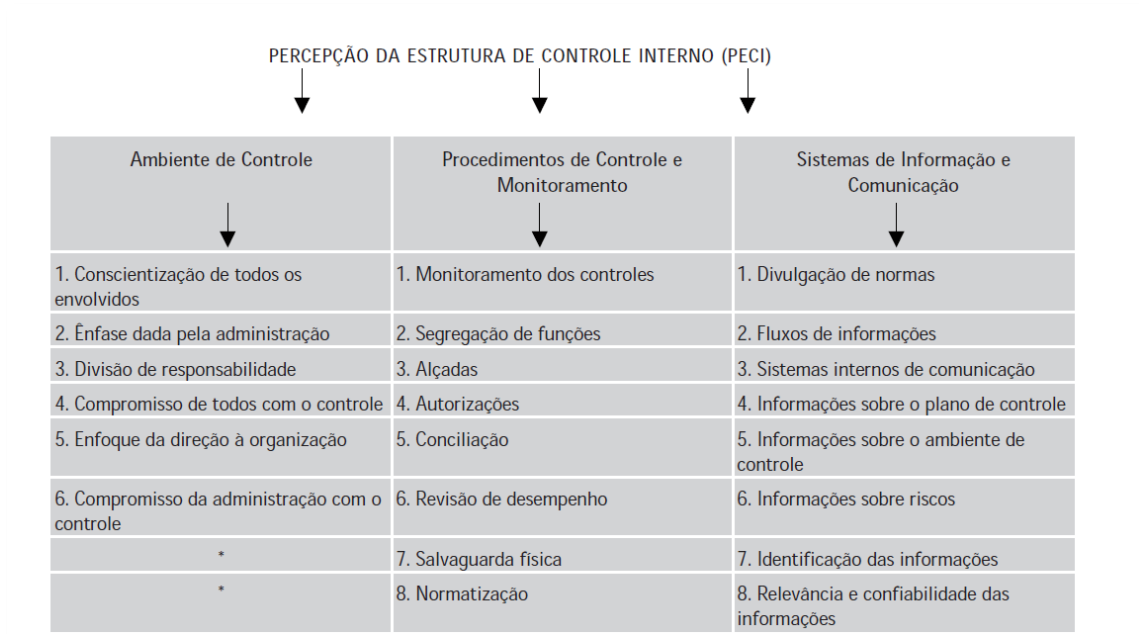 PERCEPÇÃO DA ESTRUTURA DE CONTROLE INTERNO (PECI)
Ambiente de Controle
Procedimentos de Controle e
Monitoramento
Sistemas de Informação e
Comunicação
1. Conscientização de todos os
envolvidos
1. Monitoramento dos controles
1. Divulgação de normas
2. Ênfase dada pela administração
2. Segregação de funções
2. Fluxos de informações
3. Divisão de responsabilidade
3. Alçadas
3. Sistemas internos de comunicação
4. Compromisso de todos com o controle
4. Autorizações
4. Informações sobre o plano de controle
5. Enfoque da direção à organização
5. Conciliação
5. Informações sobre o ambiente de
controle
6. Compromisso da administração com o
controle
6. Revisão de desempenho
6. Informações sobre riscos
*
7. Salvaguarda física
7. Identificação das informações
*
8. Normatização
8. Relevância e confiabilidade das
informações